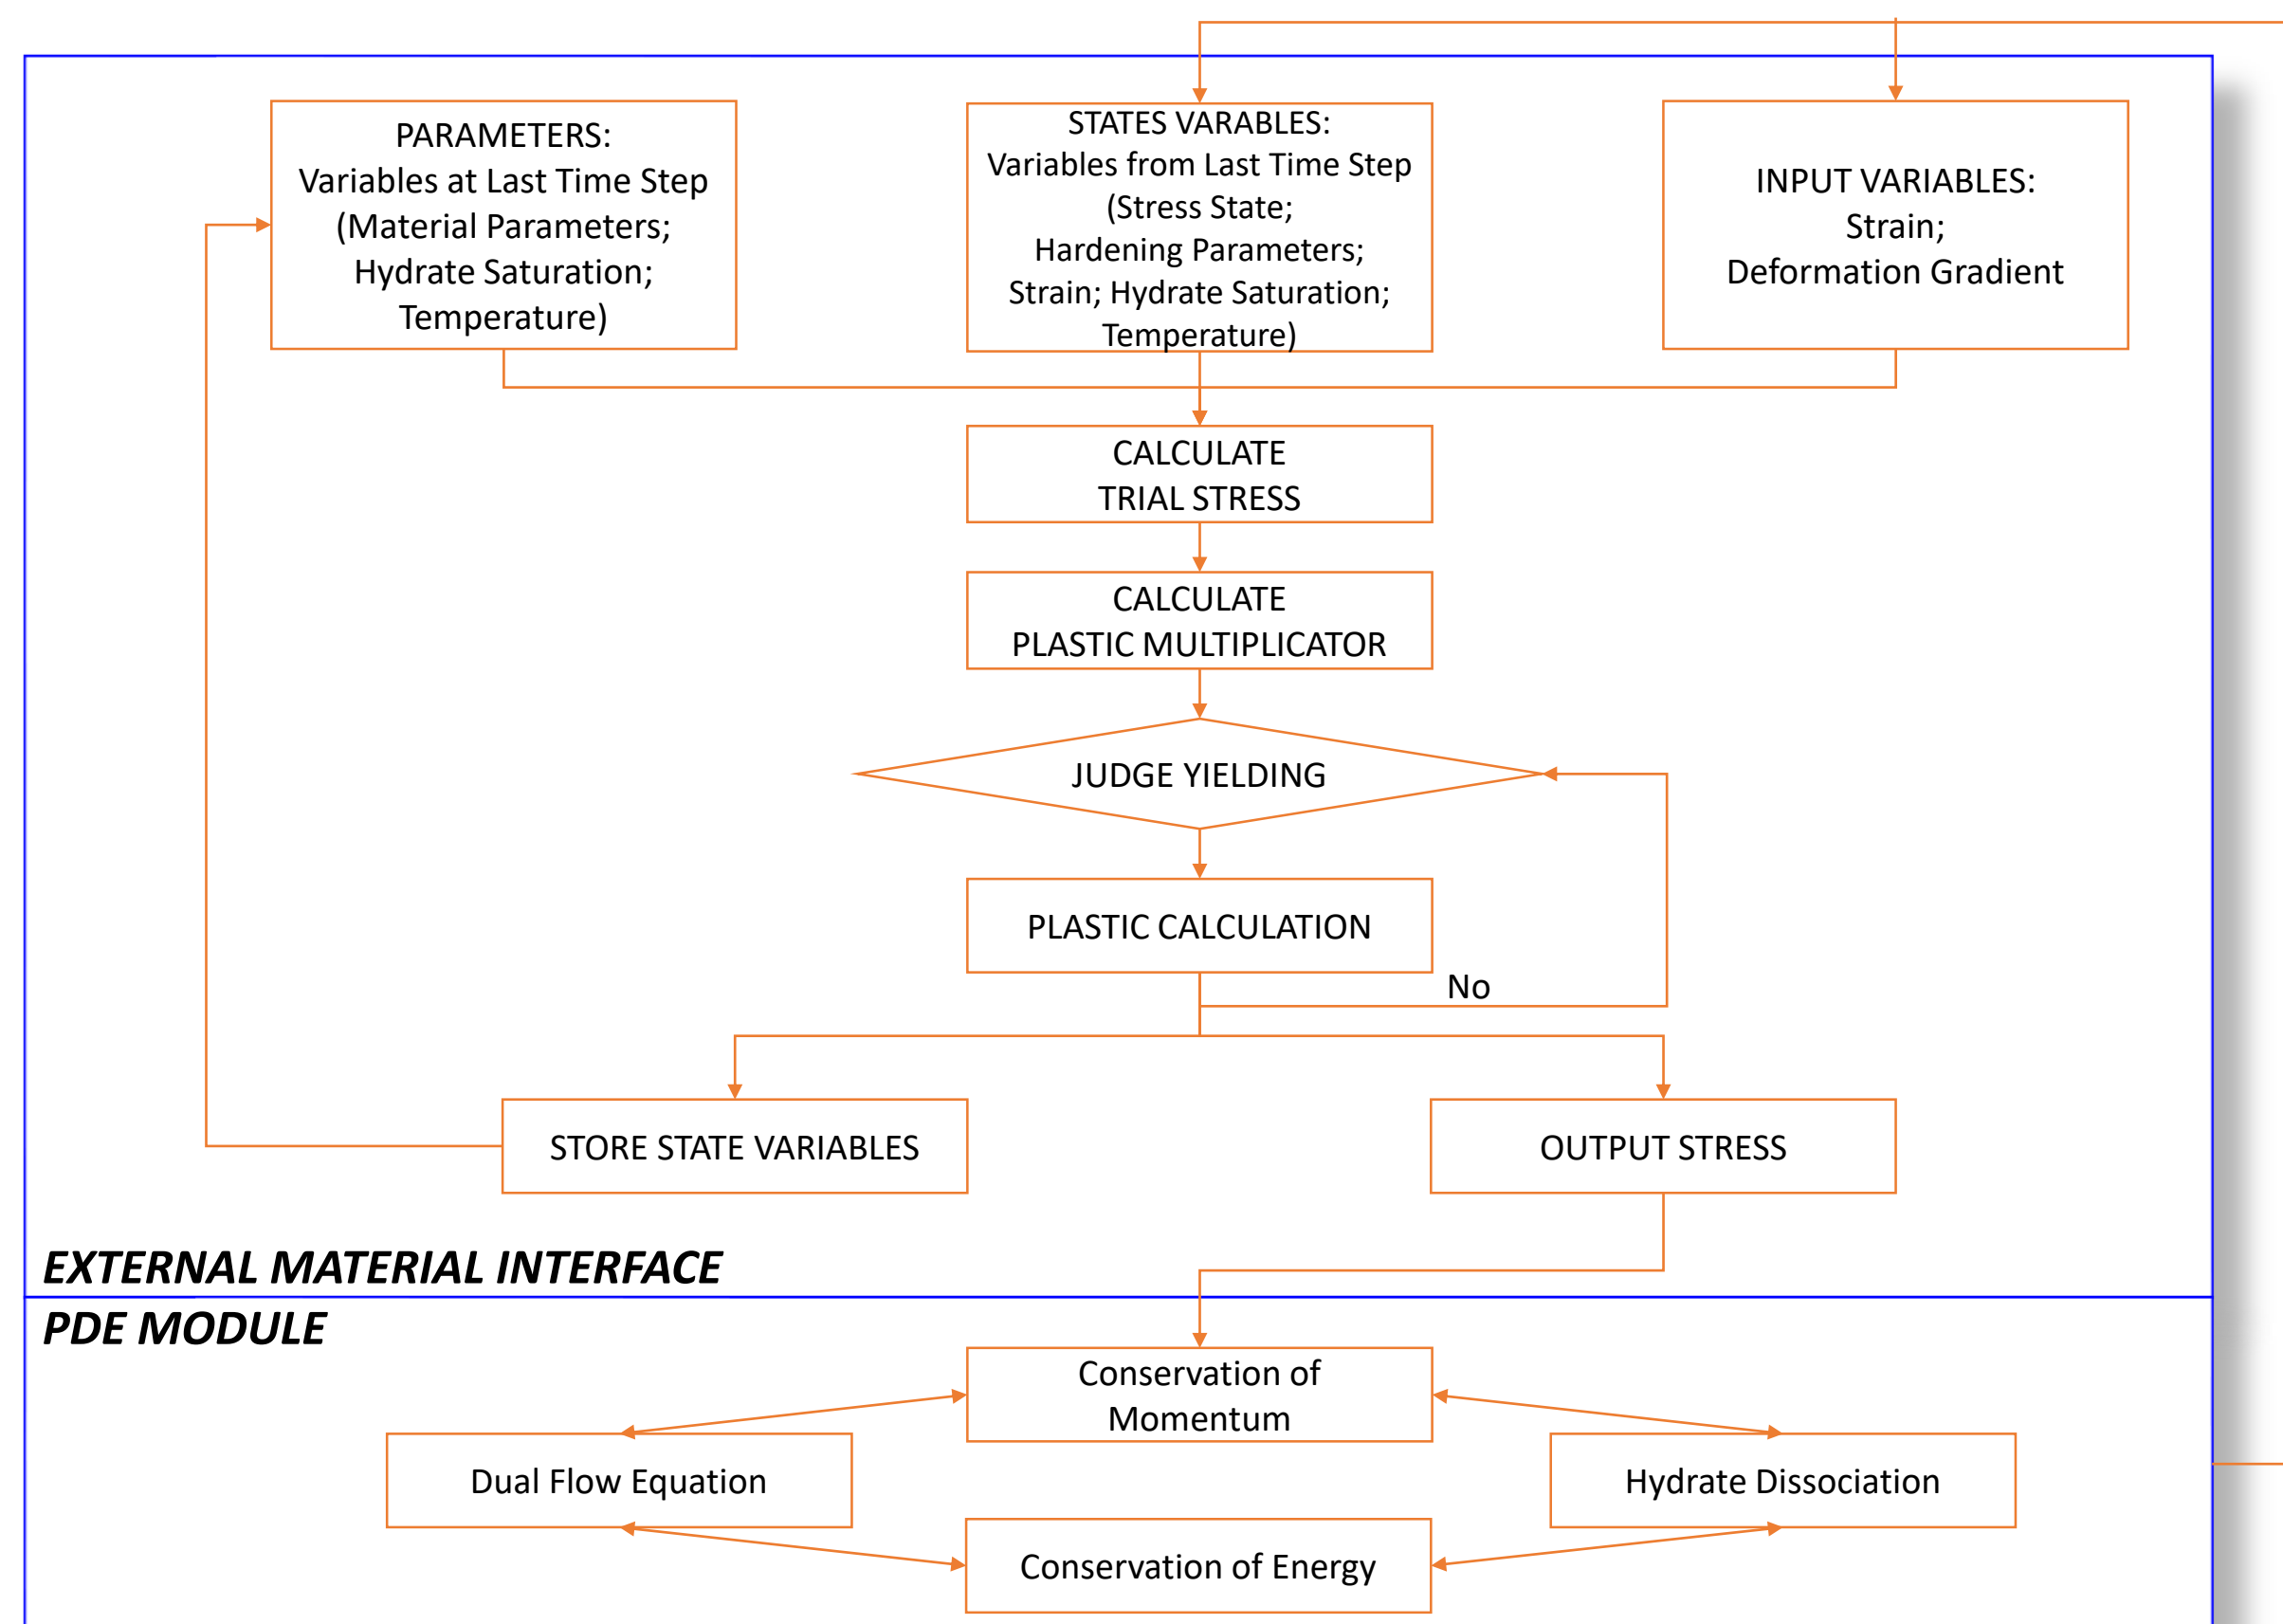 PARAMETERS:
Variables at Last Time Step
(Material Parameters;
Hydrate Saturation;
Temperature)
STATES VARABLES:
Variables from Last Time Step
(Stress State;
Hardening Parameters;
Strain; Hydrate Saturation;
Temperature)
INPUT VARIABLES:
Strain;
Deformation Gradient
CALCULATE
TRIAL STRESS
CALCULATE
PLASTIC MULTIPLICATOR
JUDGE YIELDING
PLASTIC CALCULATION
No
STORE STATE VARIABLES
OUTPUT STRESS
EXTERNAL MATERIAL INTERFACE
PDE MODULE
Conservation of
Momentum
Dual Flow Equation
Hydrate Dissociation
Conservation of Energy